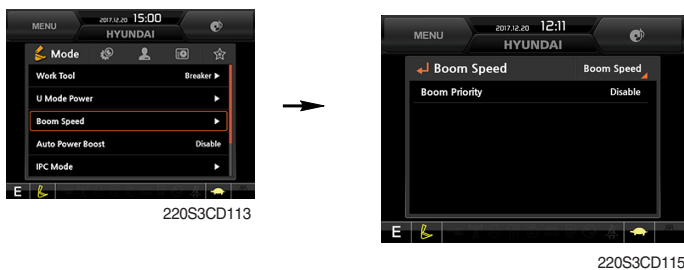 MENU
2017.12.20 15:00
HYUNDAI
Mode
Work Tool Breaker ▶
U Mode Power ▶
Boom Speed ▶
Auto Power Boost Disable
IPC Mode ▶
E
220S3CD113
MENU
2017.12.20 12:11
HYUNDAI
Boom Speed Boom Speed
Boom Priority Disable
E
220S3CD115